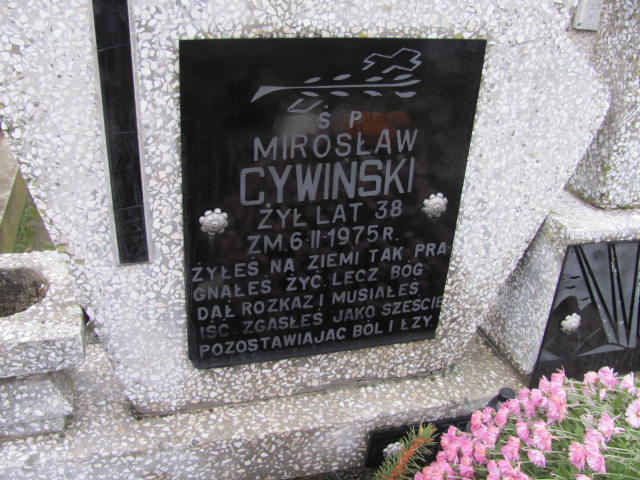 Ś P
MIROSŁAW
CYWIŃSKI
ŻYŁ LAT 38
ZM. 6-II-1975 R.
ŻYŁEŚ NA ZIEMI TAK PRA-
GNĄŁEŚ ŻYĆ. LECZ BÓG
DAŁ ROZKAZ I MUSIAŁEŚ
IŚĆ. ZGASŁEŚ JAKO SZEŚCIE
POZOSTAWIAJĄC BÓL I ŁZY.